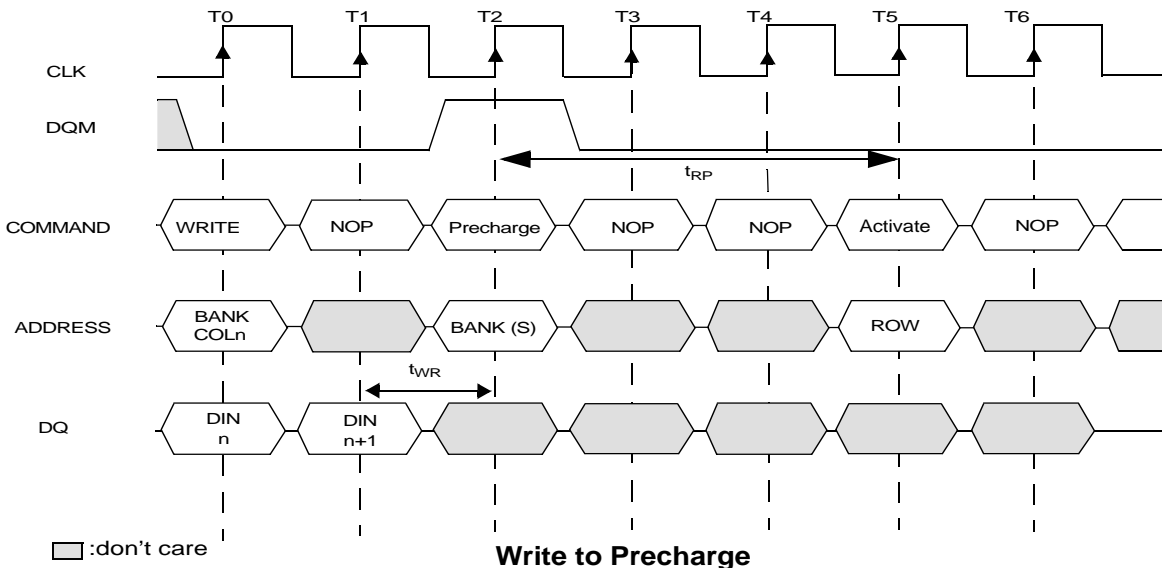 T0 T1 T2 T3 T4 T5 T6
CLK
DQM
tRP
COMMAND WRITE NOP Precharge NOP NOP Activate NOP
ADDRESS BANK COLn BANK (S) ROW
tWR
DQ DIN n DIN n+1
:don't care
Write to Precharge